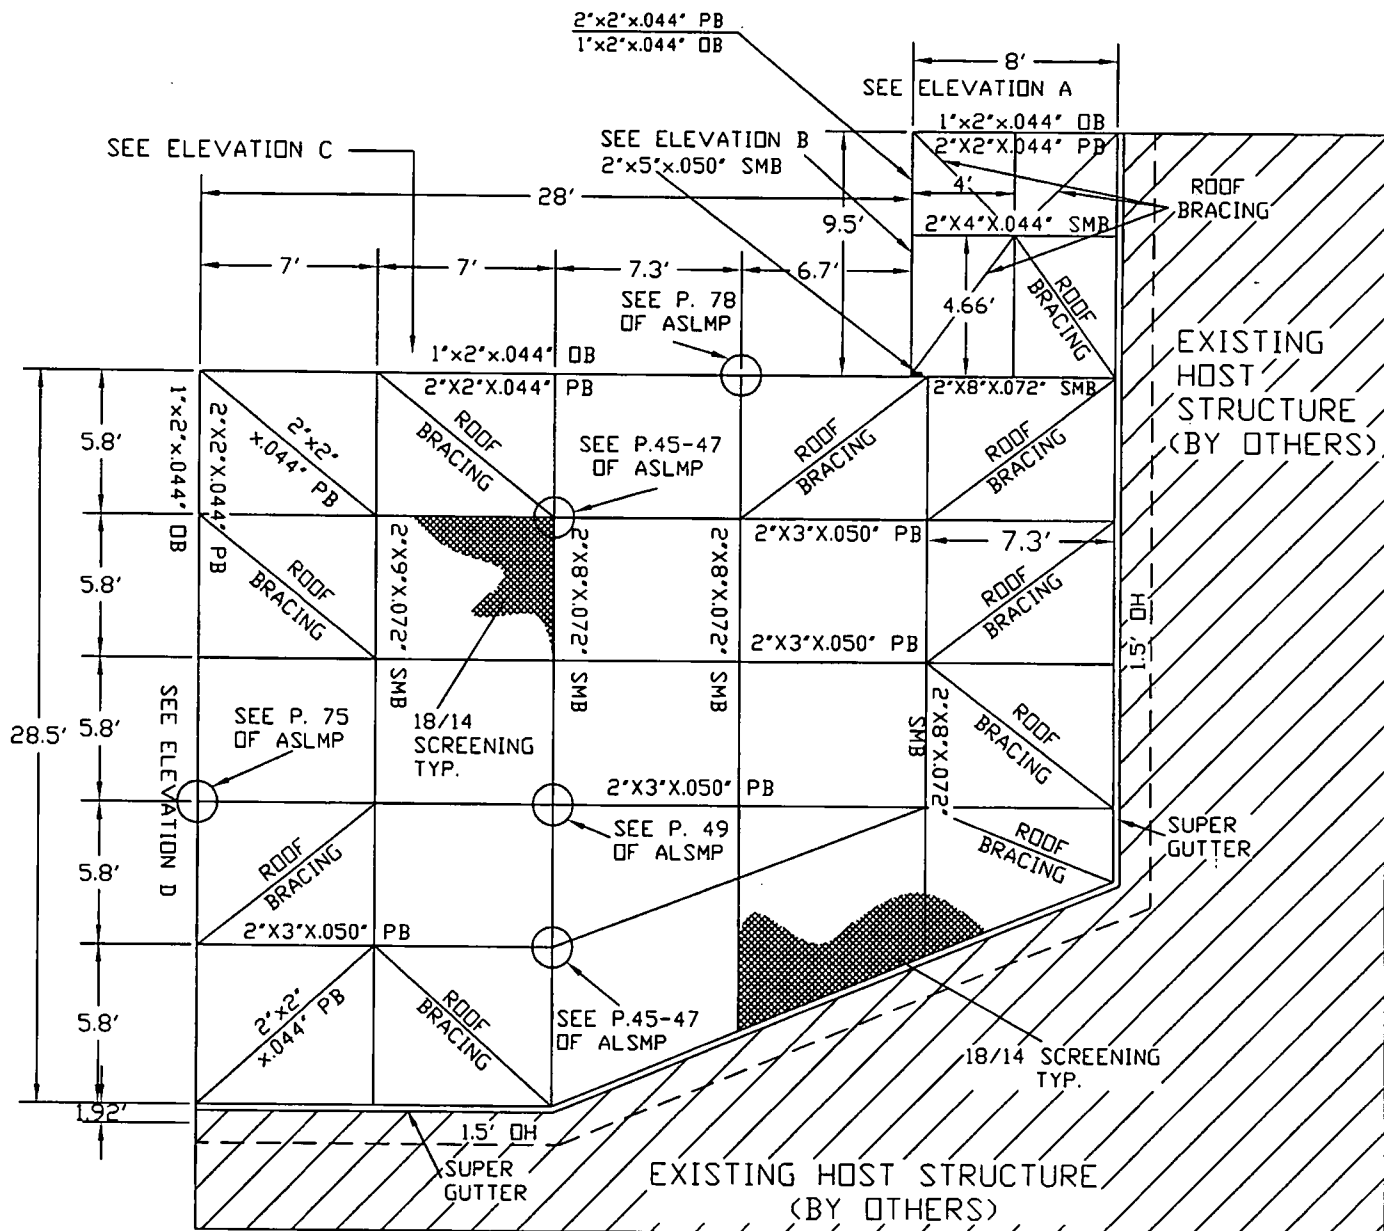 2"x2"x.044" PB
1"x2"x.044" OB
8'
SEE ELEVATION A
1"x2"x.044" OB
2"X2"X.044" PB
SEE ELEVATION B
2"x5"x.050" SMB
SEE ELEVATION C
ROOF
BRACING
28'
9.5'
4'
2"X4"X.044" SMB
7'
7'
7.3'
6.7'
SEE P. 78
OF ASLMP
4.66'
ROOF
BRACING
EXISTING
HOST
STRUCTURE
(BY OTHERS)
1"x2"x.044" OB
2"X2"X.044" PB
2"X8"X.072" SMB
5.8'
1"x2"x.044" OB
2"X2"X.044" PB
2"x2"
x.044" PB
ROOF
BRACING
SEE P.45-47
OF ASLMP
ROOF
BRACING
ROOF
BRACING
5.8'
ROOF
BRACING
2"X9"X.072" SMB
2"X8"X.072" SMB
2"X8"X.072" SMB
2"X3"X.050" PB
7.3'
ROOF
BRACING
1.5' OH
2"X3"X.050" PB
28.5'
5.8'
SEE ELEVATION D
SEE P. 75
OF ASLMP
18/14
SCREENING
TYP.
2"X8"X.072"
SMB
ROOF
BRACING
2"X3"X.050" PB
5.8'
ROOF
BRACING
SEE P. 49
OF ALSMP
ROOF
BRACING
SUPER
GUTTER
2"X3"X.050" PB
5.8'
2"x2"
x.044" PB
ROOF
BRACING
SEE P.45-47
OF ALSMP
18/14 SCREENING
TYP.
1.92'
1.5' OH
SUPER
GUTTER
EXISTING HOST STRUCTURE
(BY OTHERS)